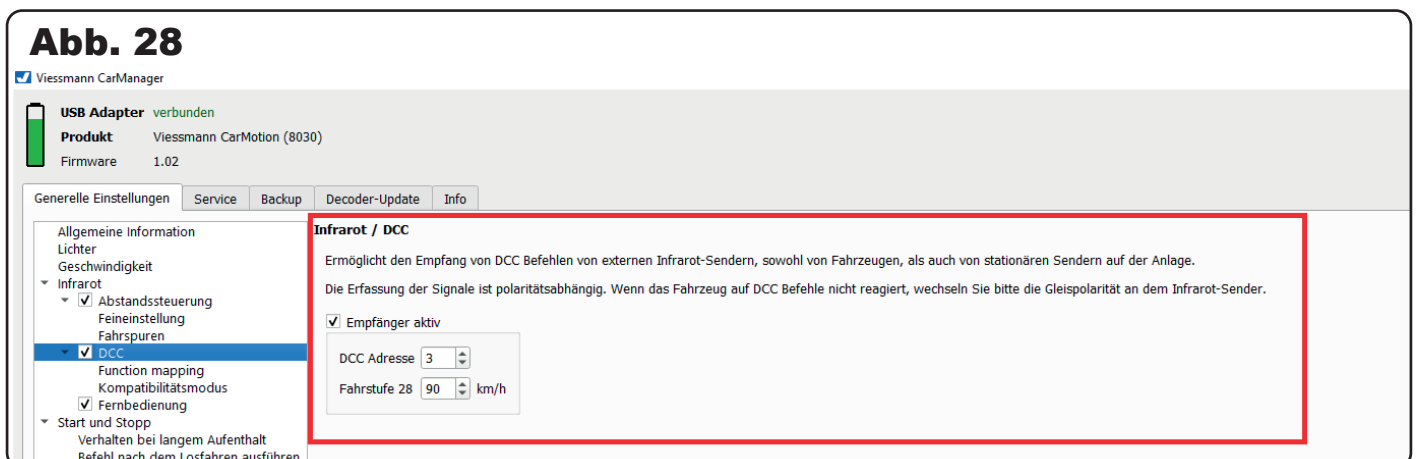 Abb. 28
Viessmann CarManager
USB Adapter verbunden
Produkt Viessmann CarMotion (8030)
Firmware 1.02
Generelle Einstellungen Service Backup Decoder-Update Info
Allgemeine Information
Lichter
Geschwindigkeit
Infrarot
Abstandssteuerung
Feineinstellung
Fahrspuren
DCC
Function mapping
Kompatibilitätsmodus
Fernbedienung
Start und Stopp
Verhalten bei langem Aufenthalt
Befehl nach dem Losfahren ausführen
Infrarot / DCC
Ermöglicht den Empfang von DCC Befehlen von externen Infrarot-Sendern, sowohl von Fahrzeugen, als auch von stationären Sendern auf der Anlage.
Die Erfassung der Signale ist polaritätsabhängig. Wenn das Fahrzeug auf DCC Befehle nicht reagiert, wechseln Sie bitte die Gleispolarität an dem Infrarot-Sender.
Empfänger aktiv
DCC Adresse 3
Fahrstufe 28 90 km/h